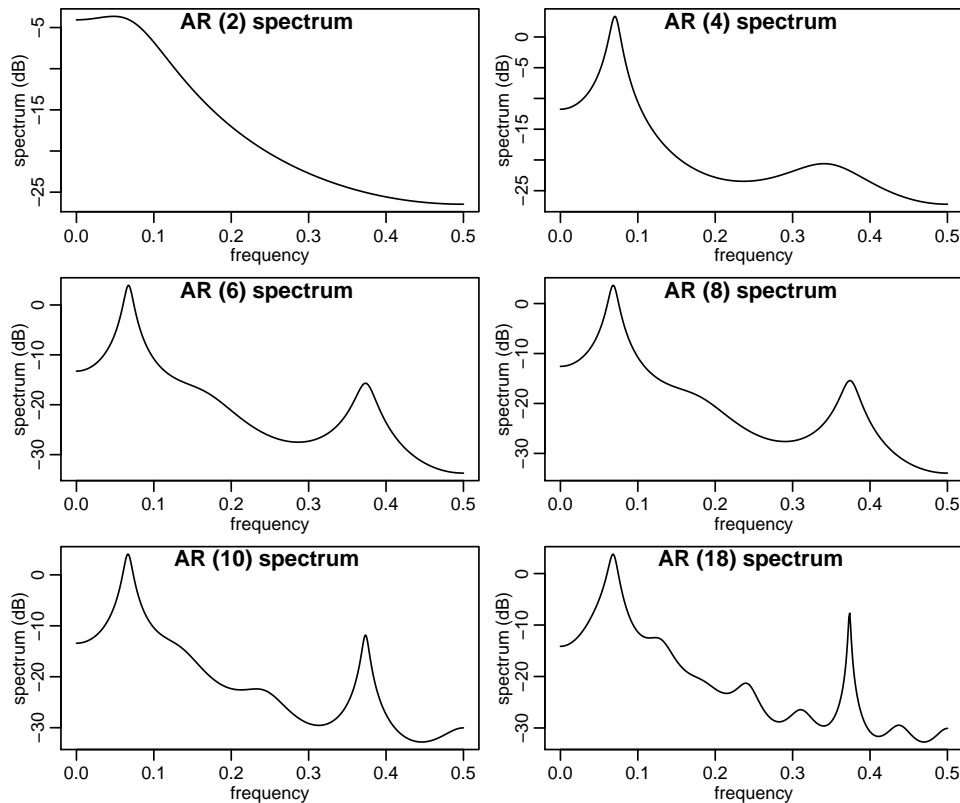 AR (2) spectrum
spectrum (dB)
−5
−15
−25
0.0 0.1 0.2 0.3 0.4 0.5
frequency
AR (4) spectrum
spectrum (dB)
0
−5
−15
−25
0.0 0.1 0.2 0.3 0.4 0.5
frequency
AR (6) spectrum
spectrum (dB)
0
−10
−20
−30
0.0 0.1 0.2 0.3 0.4 0.5
frequency
AR (8) spectrum
spectrum (dB)
0
−10
−20
−30
0.0 0.1 0.2 0.3 0.4 0.5
frequency
AR (10) spectrum
spectrum (dB)
0
−10
−20
−30
0.0 0.1 0.2 0.3 0.4 0.5
frequency
AR (18) spectrum
spectrum (dB)
0
−10
−20
−30
0.0 0.1 0.2 0.3 0.4 0.5
frequency